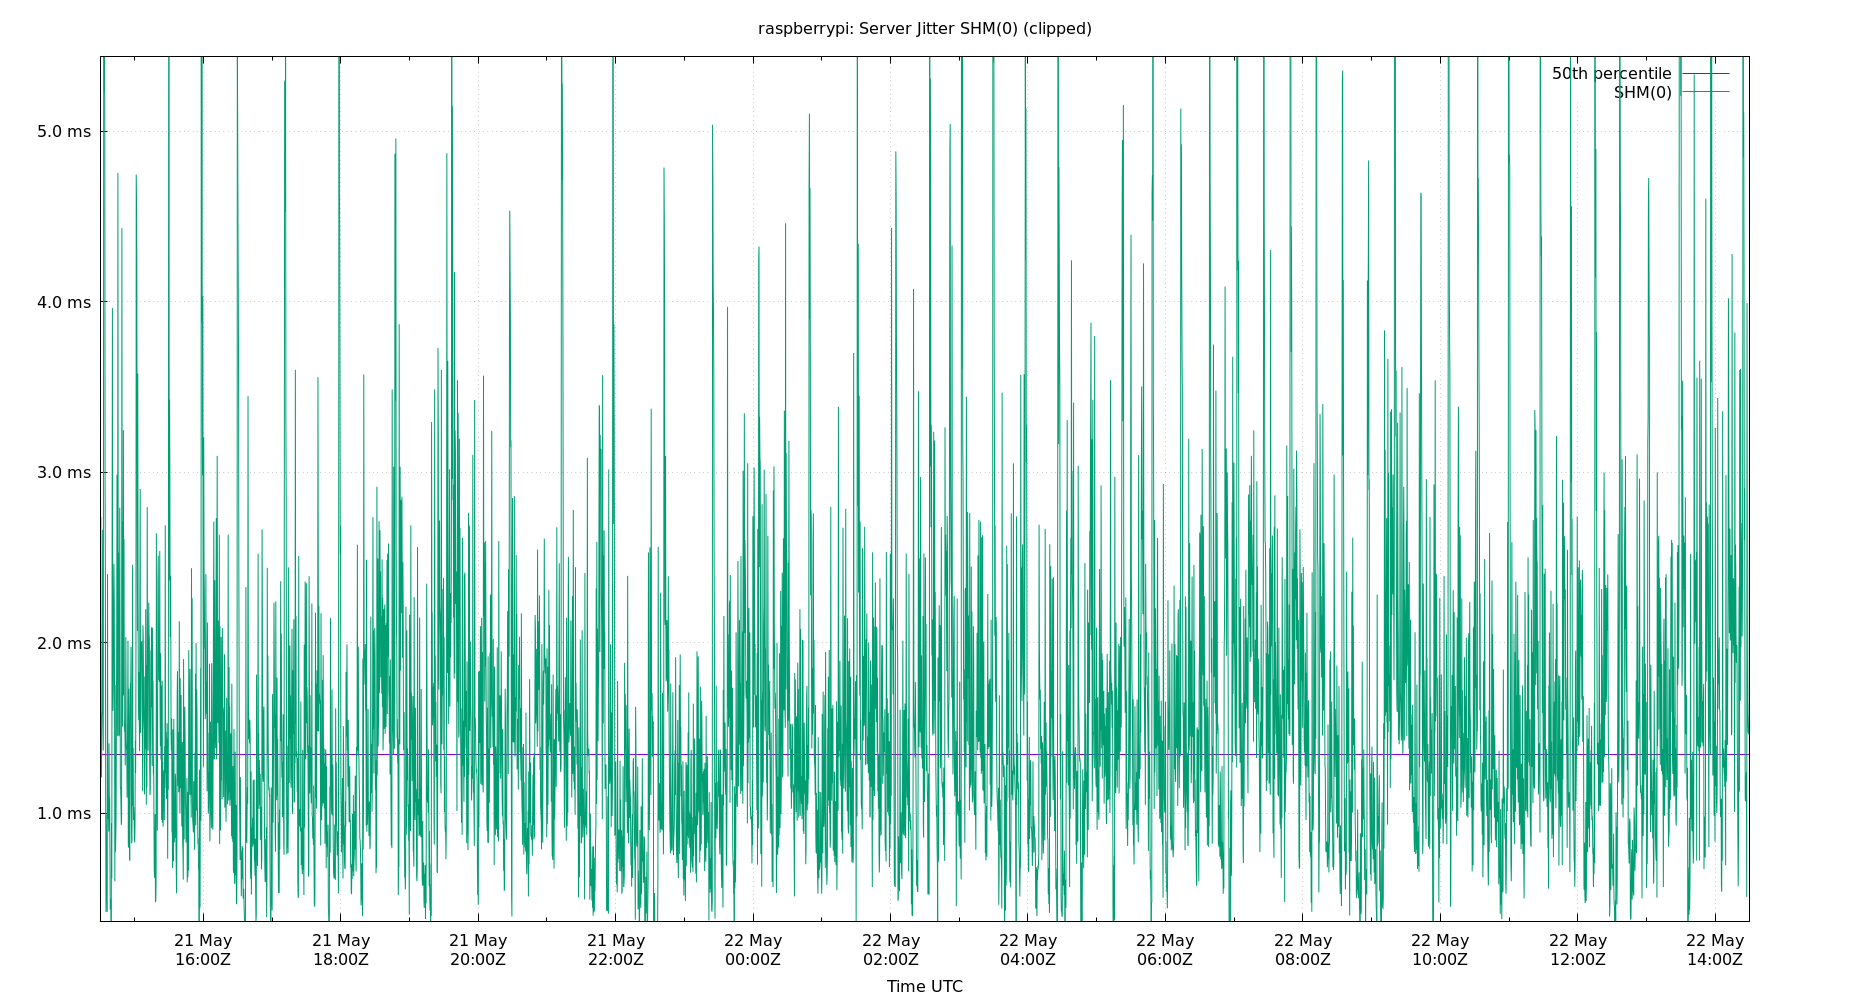 raspberrypi: Server Jitter SHM(0) (clipped)
50th percentile
SHM(0)
5.0 ms
4.0 ms
3.0 ms
2.0 ms
1.0 ms
21 May 21 May 21 May 21 May 22 May 22 May 22 May 22 May 22 May 22 May 22 May 22 May
16:00Z 18:00Z 20:00Z 22:00Z 00:00Z 02:00Z 04:00Z 06:00Z 08:00Z 10:00Z 12:00Z 14:00Z
Time UTC